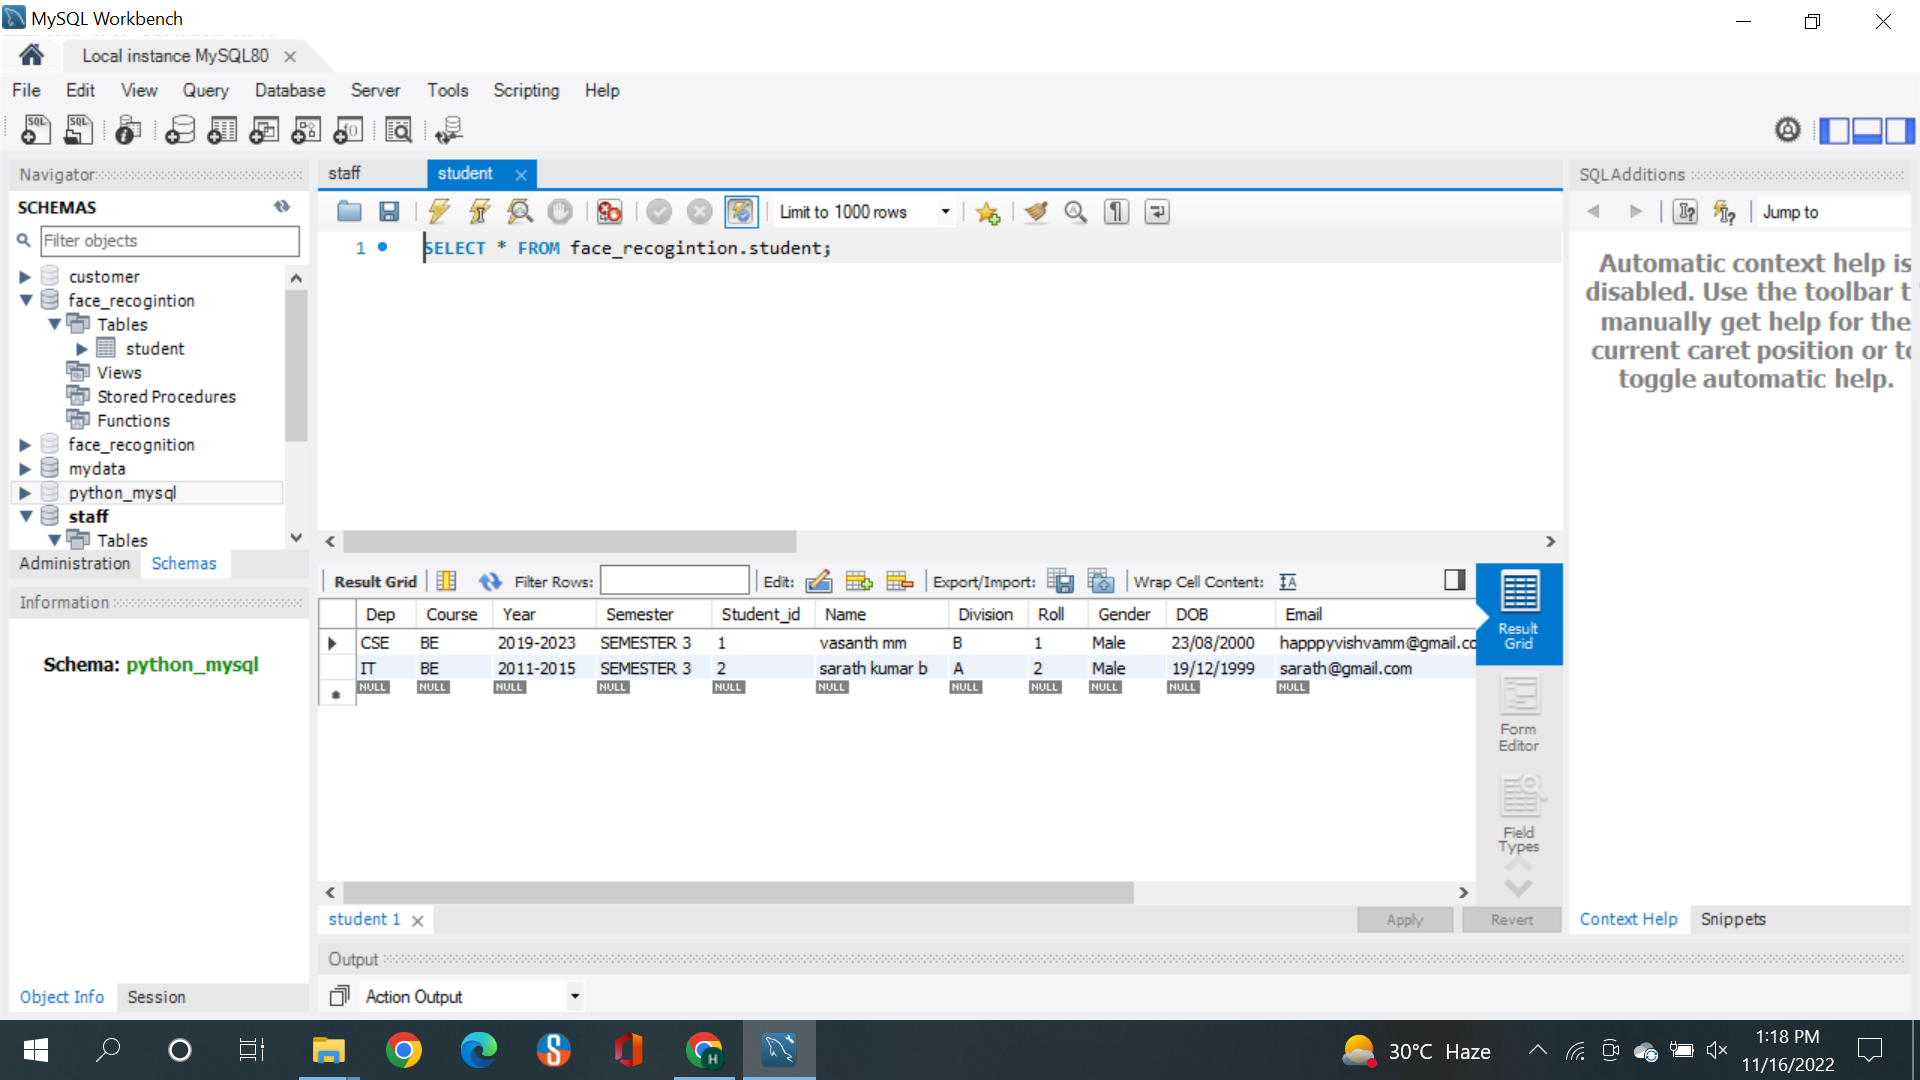 MySQL Workbench
Local instance MySQL80
File Edit View Query Database Server Tools Scripting Help
Navigator
SCHEMAS
Filter objects
customer
face_recogintion
Tables
student
Views
Stored Procedures
Functions
face_recognition
mydata
python_mysql
staff
Tables
Administration Schemas
Information
Schema: python_mysql
Object Info Session
staff student
Limit to 1000 rows
1 SELECT * FROM face_recogintion.student;
Result Grid Filter Rows: Edit: Export/Import: Wrap Cell Content:
Dep Course Year Semester Student_id Name Division Roll Gender DOB Email
CSE BE 2019-2023 SEMESTER 3 1 vasanth mm B 1 Male 23/08/2000 happpyvishvamm@gmail.co
IT BE 2011-2015 SEMESTER 3 2 sarath kumar b A 2 Male 19/12/1999 sarath@gmail.com
NULL NULL NULL NULL NULL NULL NULL NULL NULL NULL NULL
Result
Grid
Form
Editor
Field
Types
student 1
Apply Revert
Output
Action Output
SQLAdditions
Jump to
Automatic context help is
disabled. Use the toolbar t
manually get help for the
current caret position or to
toggle automatic help.
Context Help Snippets
30°C Haze
1:18 PM
11/16/2022